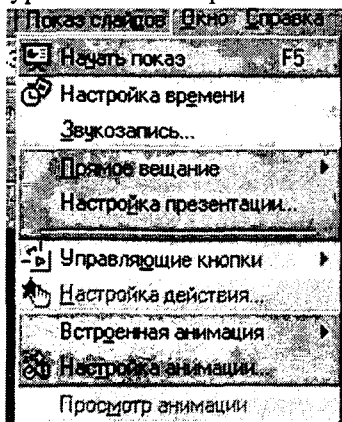 Показ слайдов Окно Справка
Начать показ F5
Настройка времени
Звукозапись...
Прямое вещание
Настройка презентации...
Управляющие кнопки
Настройка действия...
Встроенная анимация
Настройка анимации...
Просмотр анимации